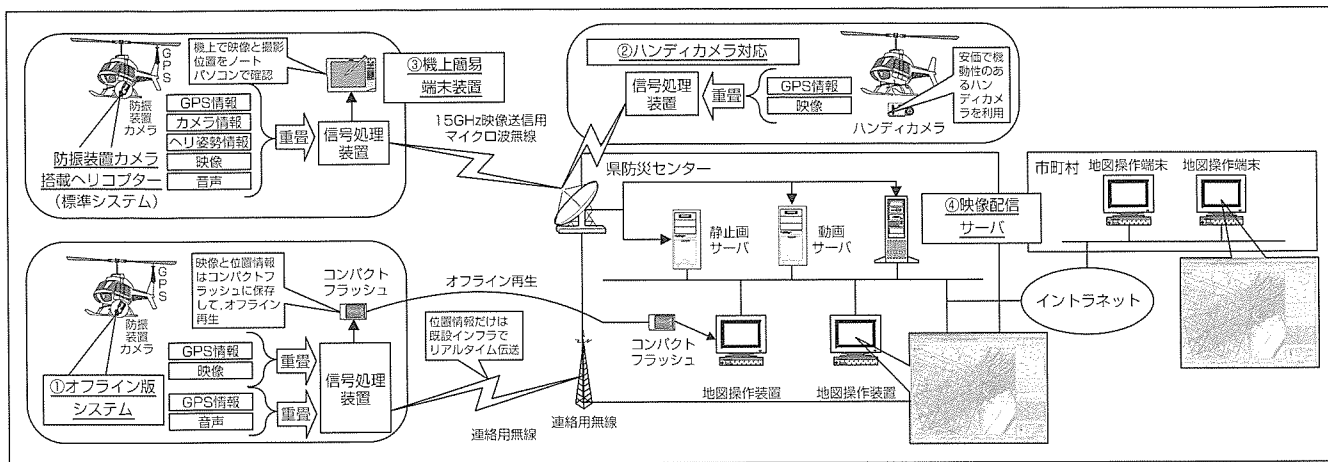 GPS
防振
装置
カメラ
機上で映像と撮影
位置をノート
パソコンで確認
③機上簡易
端末装置
GPS情報
カメラ情報
ヘリ姿勢情報
映像
音声
重畳
信号処理
装置
防振装置カメラ
搭載ヘリコプター
(標準システム)
15GHz映像送信用
マイクロ波無線
②ハンディカメラ対応
信号処理
装置
重畳
GPS情報
映像
ハンディカメラ
安価で機
動性のあ
るハン
ディカメ
ラを利用
県防災センター
静止画
サーバ
動画
サーバ
④映像配信
サーバ
市町村
地図操作端末
地図操作端末
イントラネット
GPS
防振
装置
カメラ
映像と位置情報
はコンパクトフ
ラッシュに保存
して,オフライン
再生
コンパクト
フラッシュ
オフライン再生
GPS情報
映像
重畳
GPS情報
音声
重畳
信号処理
装置
①オフライン版
システム
位置情報だけは
既設インフラで
リアルタイム伝送
連絡用無線
連絡用無線
コンパクト
フラッシュ
地図操作装置
地図操作装置